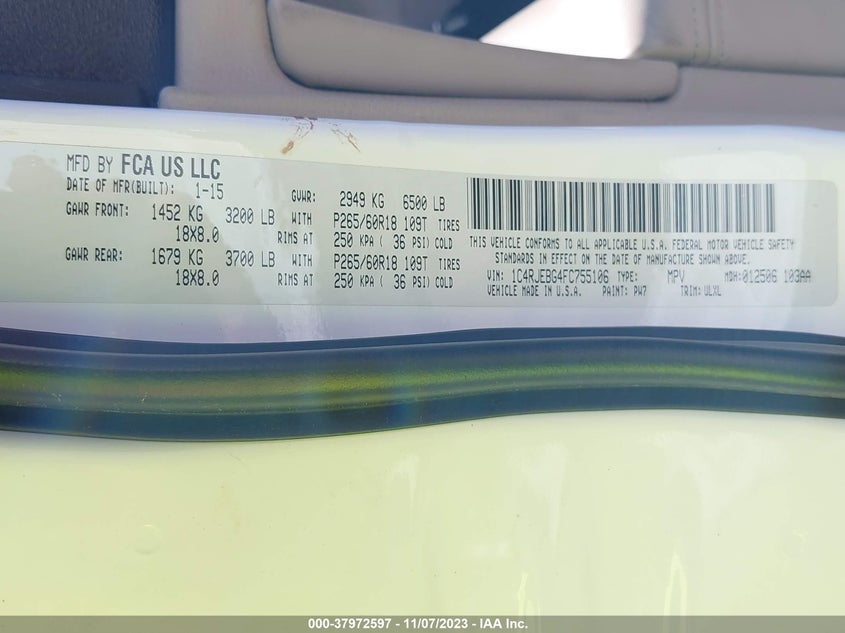 MFD BY FCA US LLC
DATE OF MFR(BUILT): 1-15 GVWR: 2949 KG 6500 LB
GAWR FRONT: 1452 KG 3200 LB WITH P265/60R18 109T TIRES
18X8.0 RIMS AT 250 KPA ( 36 PSI) COLD
GAWR REAR: 1679 KG 3700 LB WITH P265/60R18 109T TIRES
18X8.0 RIMS AT 250 KPA ( 36 PSI) COLD
THIS VEHICLE CONFORMS TO ALL APPLICABLE U.S.A. FEDERAL MOTOR VEHICLE SAFETY
STANDARDS IN EFFECT ON THE DATE OF MANUFACTURE SHOWN ABOVE.
VIN: 1C4RJEBG4FC755106 TYPE: MPV MDH:012506 103AA
VEHICLE MADE IN U.S.A. PAINT: PW7 TRIM: ULXL
000-37972597 - 11/07/2023 - IAA Inc.